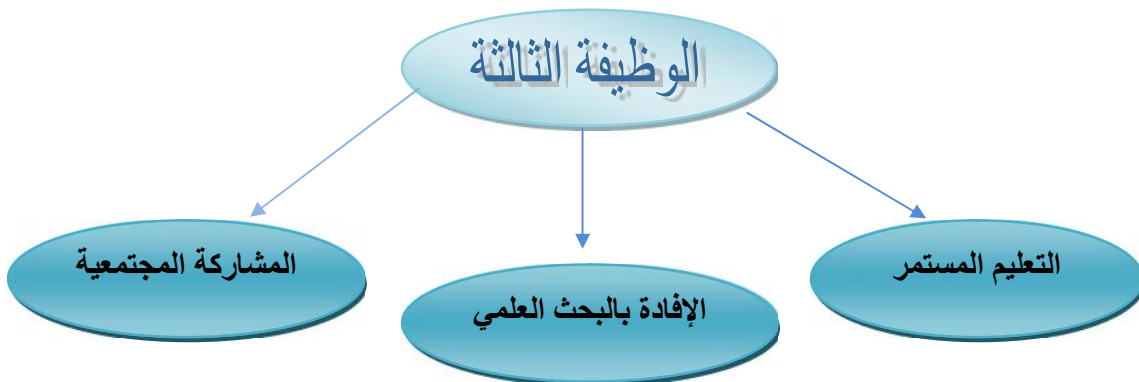 الوظيفة الثالثة
التعليم المستمر
الإفادة بالبحث العلمي
المشاركة المجتمعية